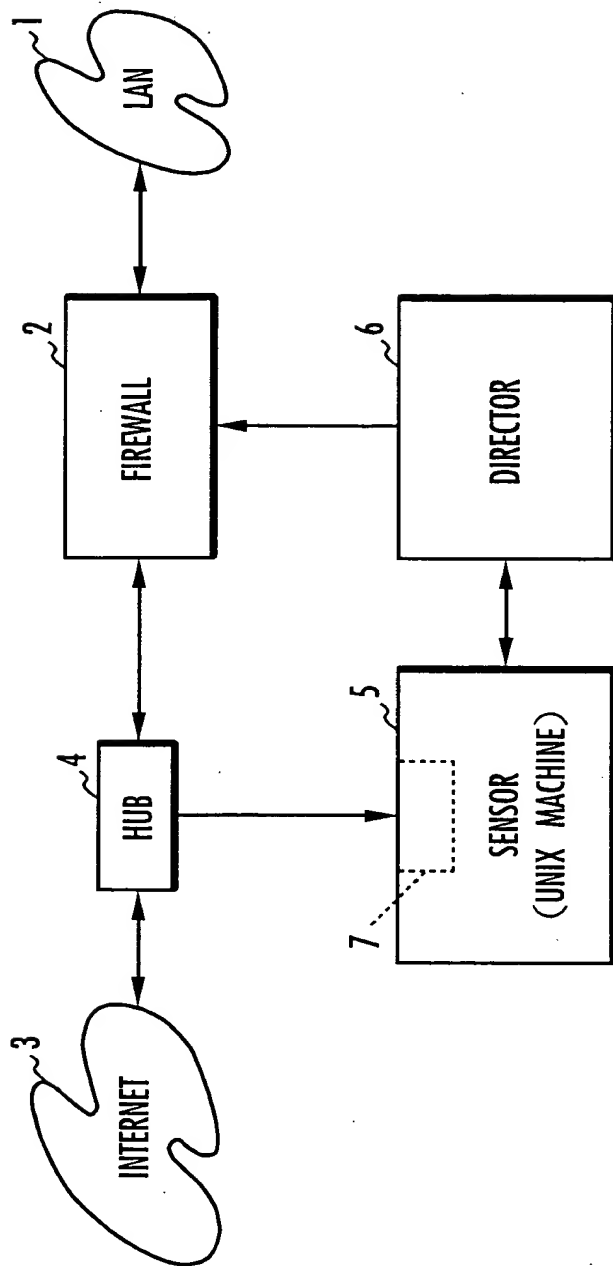 3
INTERNET
4
HUB
2
FIREWALL
1
LAN
7
5
SENSOR
(UNIX MACHINE)
6
DIRECTOR